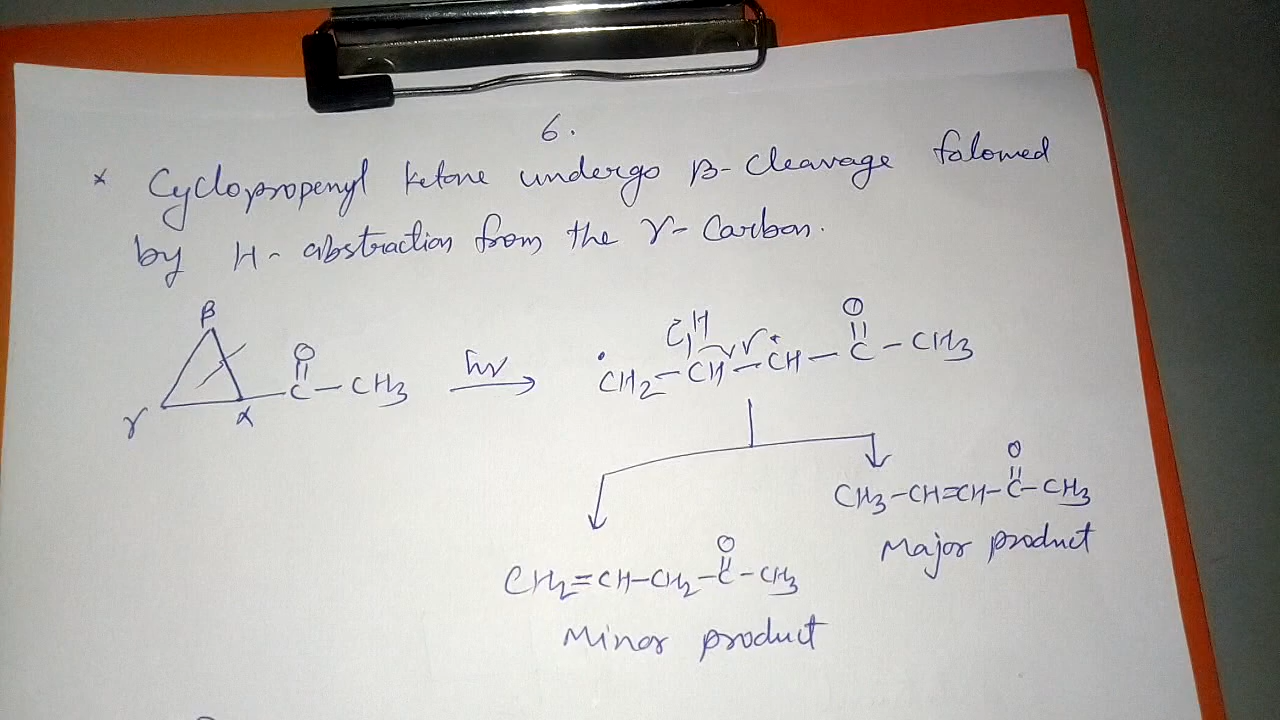 6.
* Cyclopropenyl ketone undergo β-Cleavage folowed
by H- abstraction from the γ- Carbon.
β
γ
α
O
C-CH3
hν
ĊH2-CH-ĊH-C-CH3
H
O
CH3-CH=CH-C-CH3
O
Major product
CH2=CH-CH2-C-CH3
O
Minor product